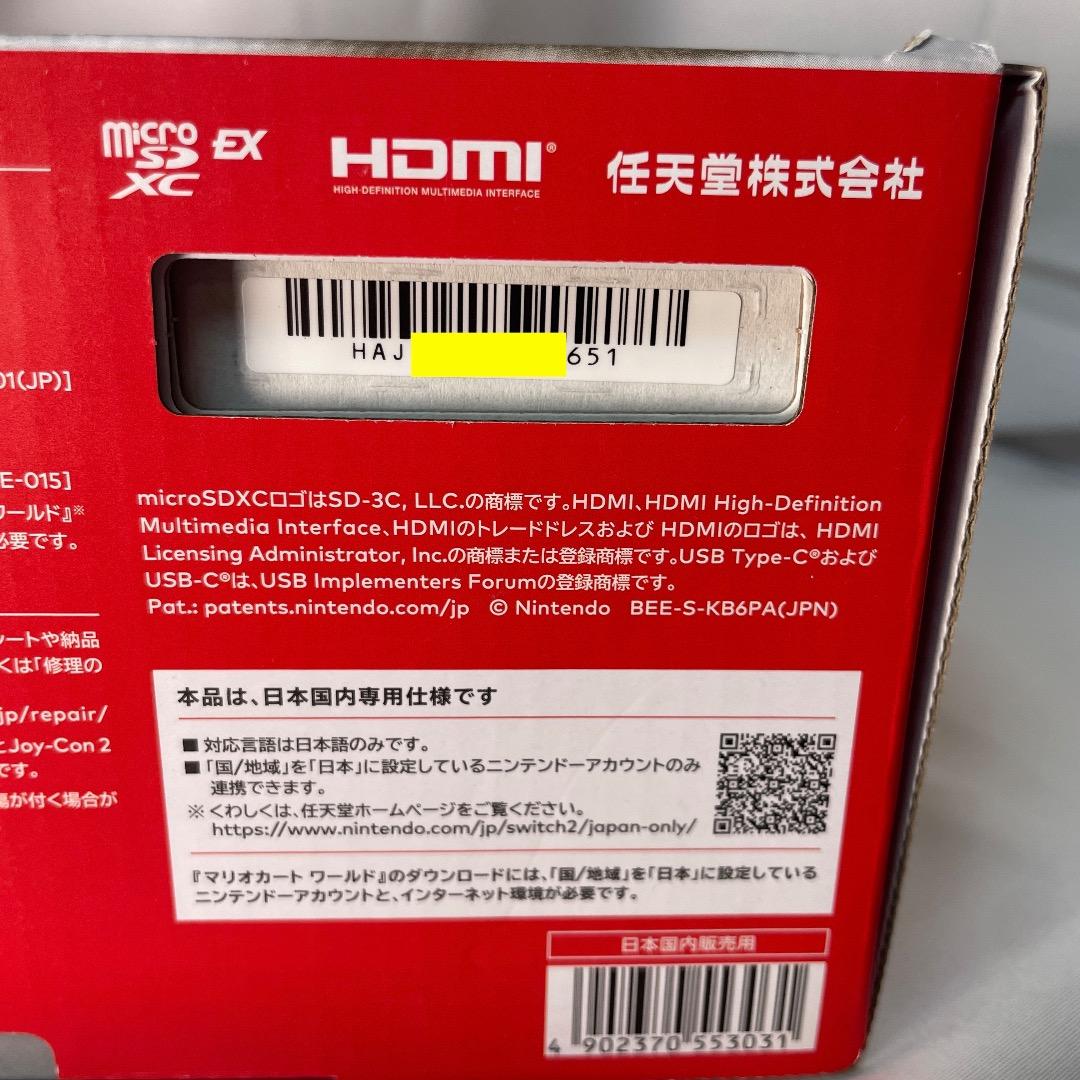 micro
SD
XC
EX
HDMI®
HIGH-DEFINITION MULTIMEDIA INTERFACE
任天堂株式会社
HAJ
651
01(JP)]
E-015]
ワールド』※
必要です。
ートや納品
くは「修理の
jp/repair/
とJoy-Con 2
です。
傷が付く場合が
microSDXCロゴはSD-3C, LLC.の商標です。HDMI、HDMI High-Definition
Multimedia Interface、HDMIのトレードドレスおよび HDMIのロゴは、 HDMI
Licensing Administrator, Inc.の商標または登録商標です。USB Type-C®および
USB-C®は、USB Implementers Forumの登録商標です。
Pat.: patents.nintendo.com/jp © Nintendo BEE-S-KB6PA(JPN)
本品は、日本国内専用仕様です
■ 対応言語は日本語のみです。
■ 「国/地域」を「日本」に設定しているニンテンドーアカウントのみ
連携できます。
※ くわしくは、任天堂ホームページをご覧ください。
https://www.nintendo.com/jp/switch2/japan-only/
『マリオカート ワールド』のダウンロードには、「国/地域」を「日本」に設定している
ニンテンドーアカウントと、インターネット環境が必要です。
日本国内販売用
4 902370 553031